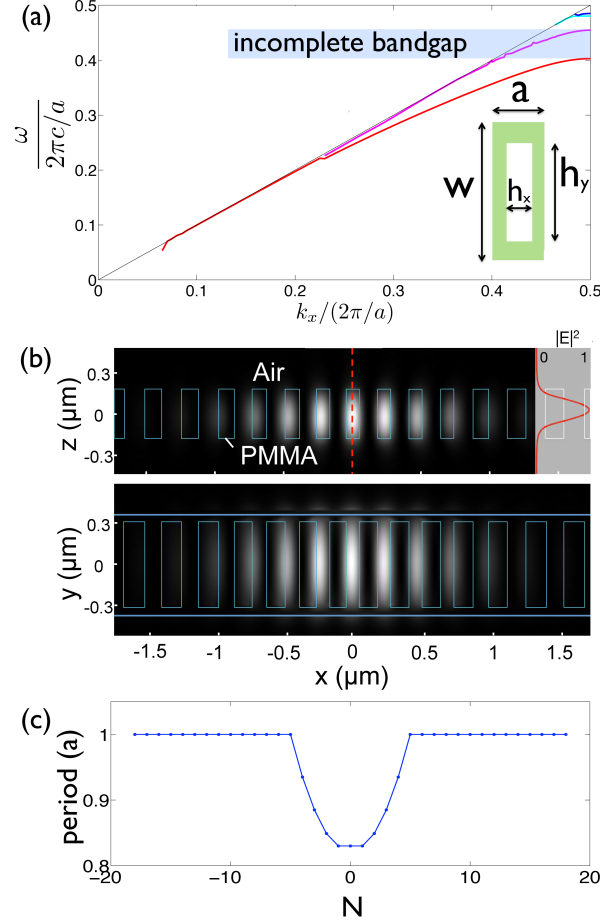 (a)
0.5
0.4
0.3
0.2
0.1
0
ω
2πc/a
incomplete bandgap
a
w
hx
hy
0
0.1
0.2
0.3
0.4
0.5
kx/(2π/a)
(b)
|E|²
0 1
Air
PMMA
0.3
0
-0.3
z (μm)
0.3
0
-0.3
y (μm)
-1.5 -1 -0.5 0 0.5 1 1.5
x (μm)
(c)
1
0.9
0.8
period (a)
−20 −10 0 10 20
N